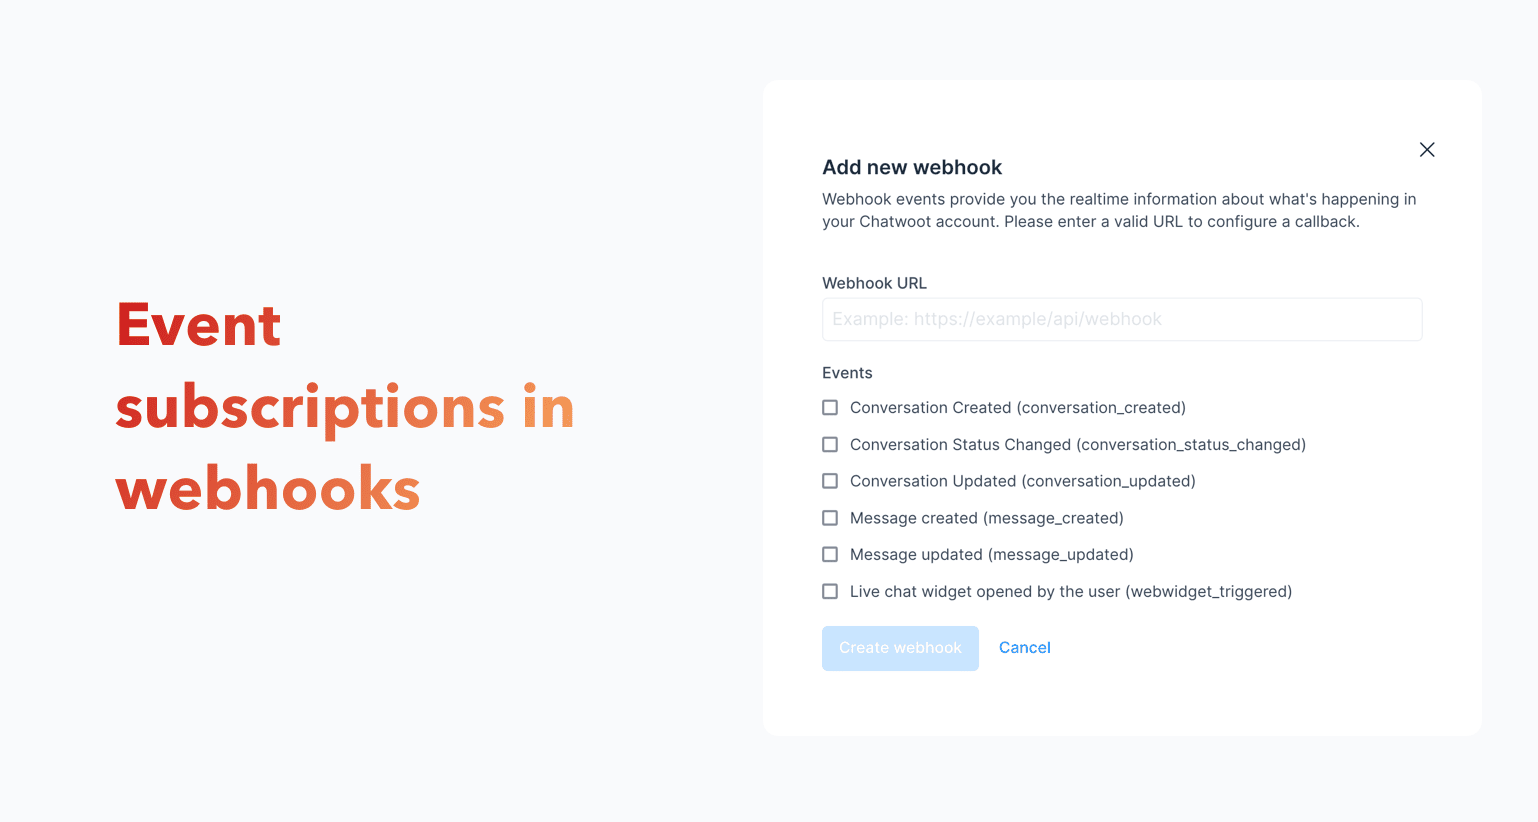 Event
subscriptions in
webhooks
Add new webhook
Webhook events provide you the realtime information about what's happening in
your Chatwoot account. Please enter a valid URL to configure a callback.
Webhook URL
Example: https://example/api/webhook
Events
Conversation Created (conversation_created)
Conversation Status Changed (conversation_status_changed)
Conversation Updated (conversation_updated)
Message created (message_created)
Message updated (message_updated)
Live chat widget opened by the user (webwidget_triggered)
Create webhook Cancel